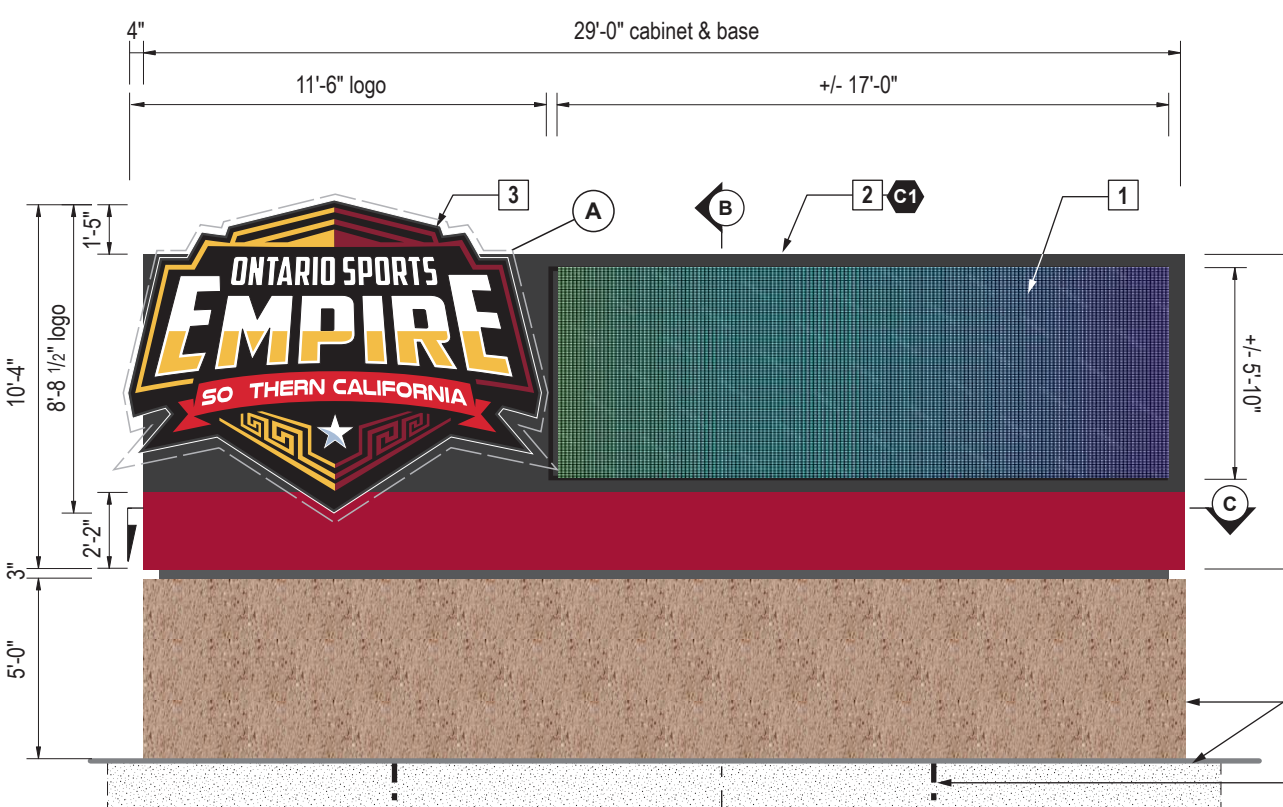 4"
29'-0" cabinet & base
11'-6" logo
+/- 17'-0"
3
A
B
2
C1
1
1'-5"
10'-4"
8'-8 1/2" logo
ONTARIO SPORTS
EMPIRE
SO THERN CALIFORNIA
+/- 5'-10"
C
2'-2"
3"
5'-0"